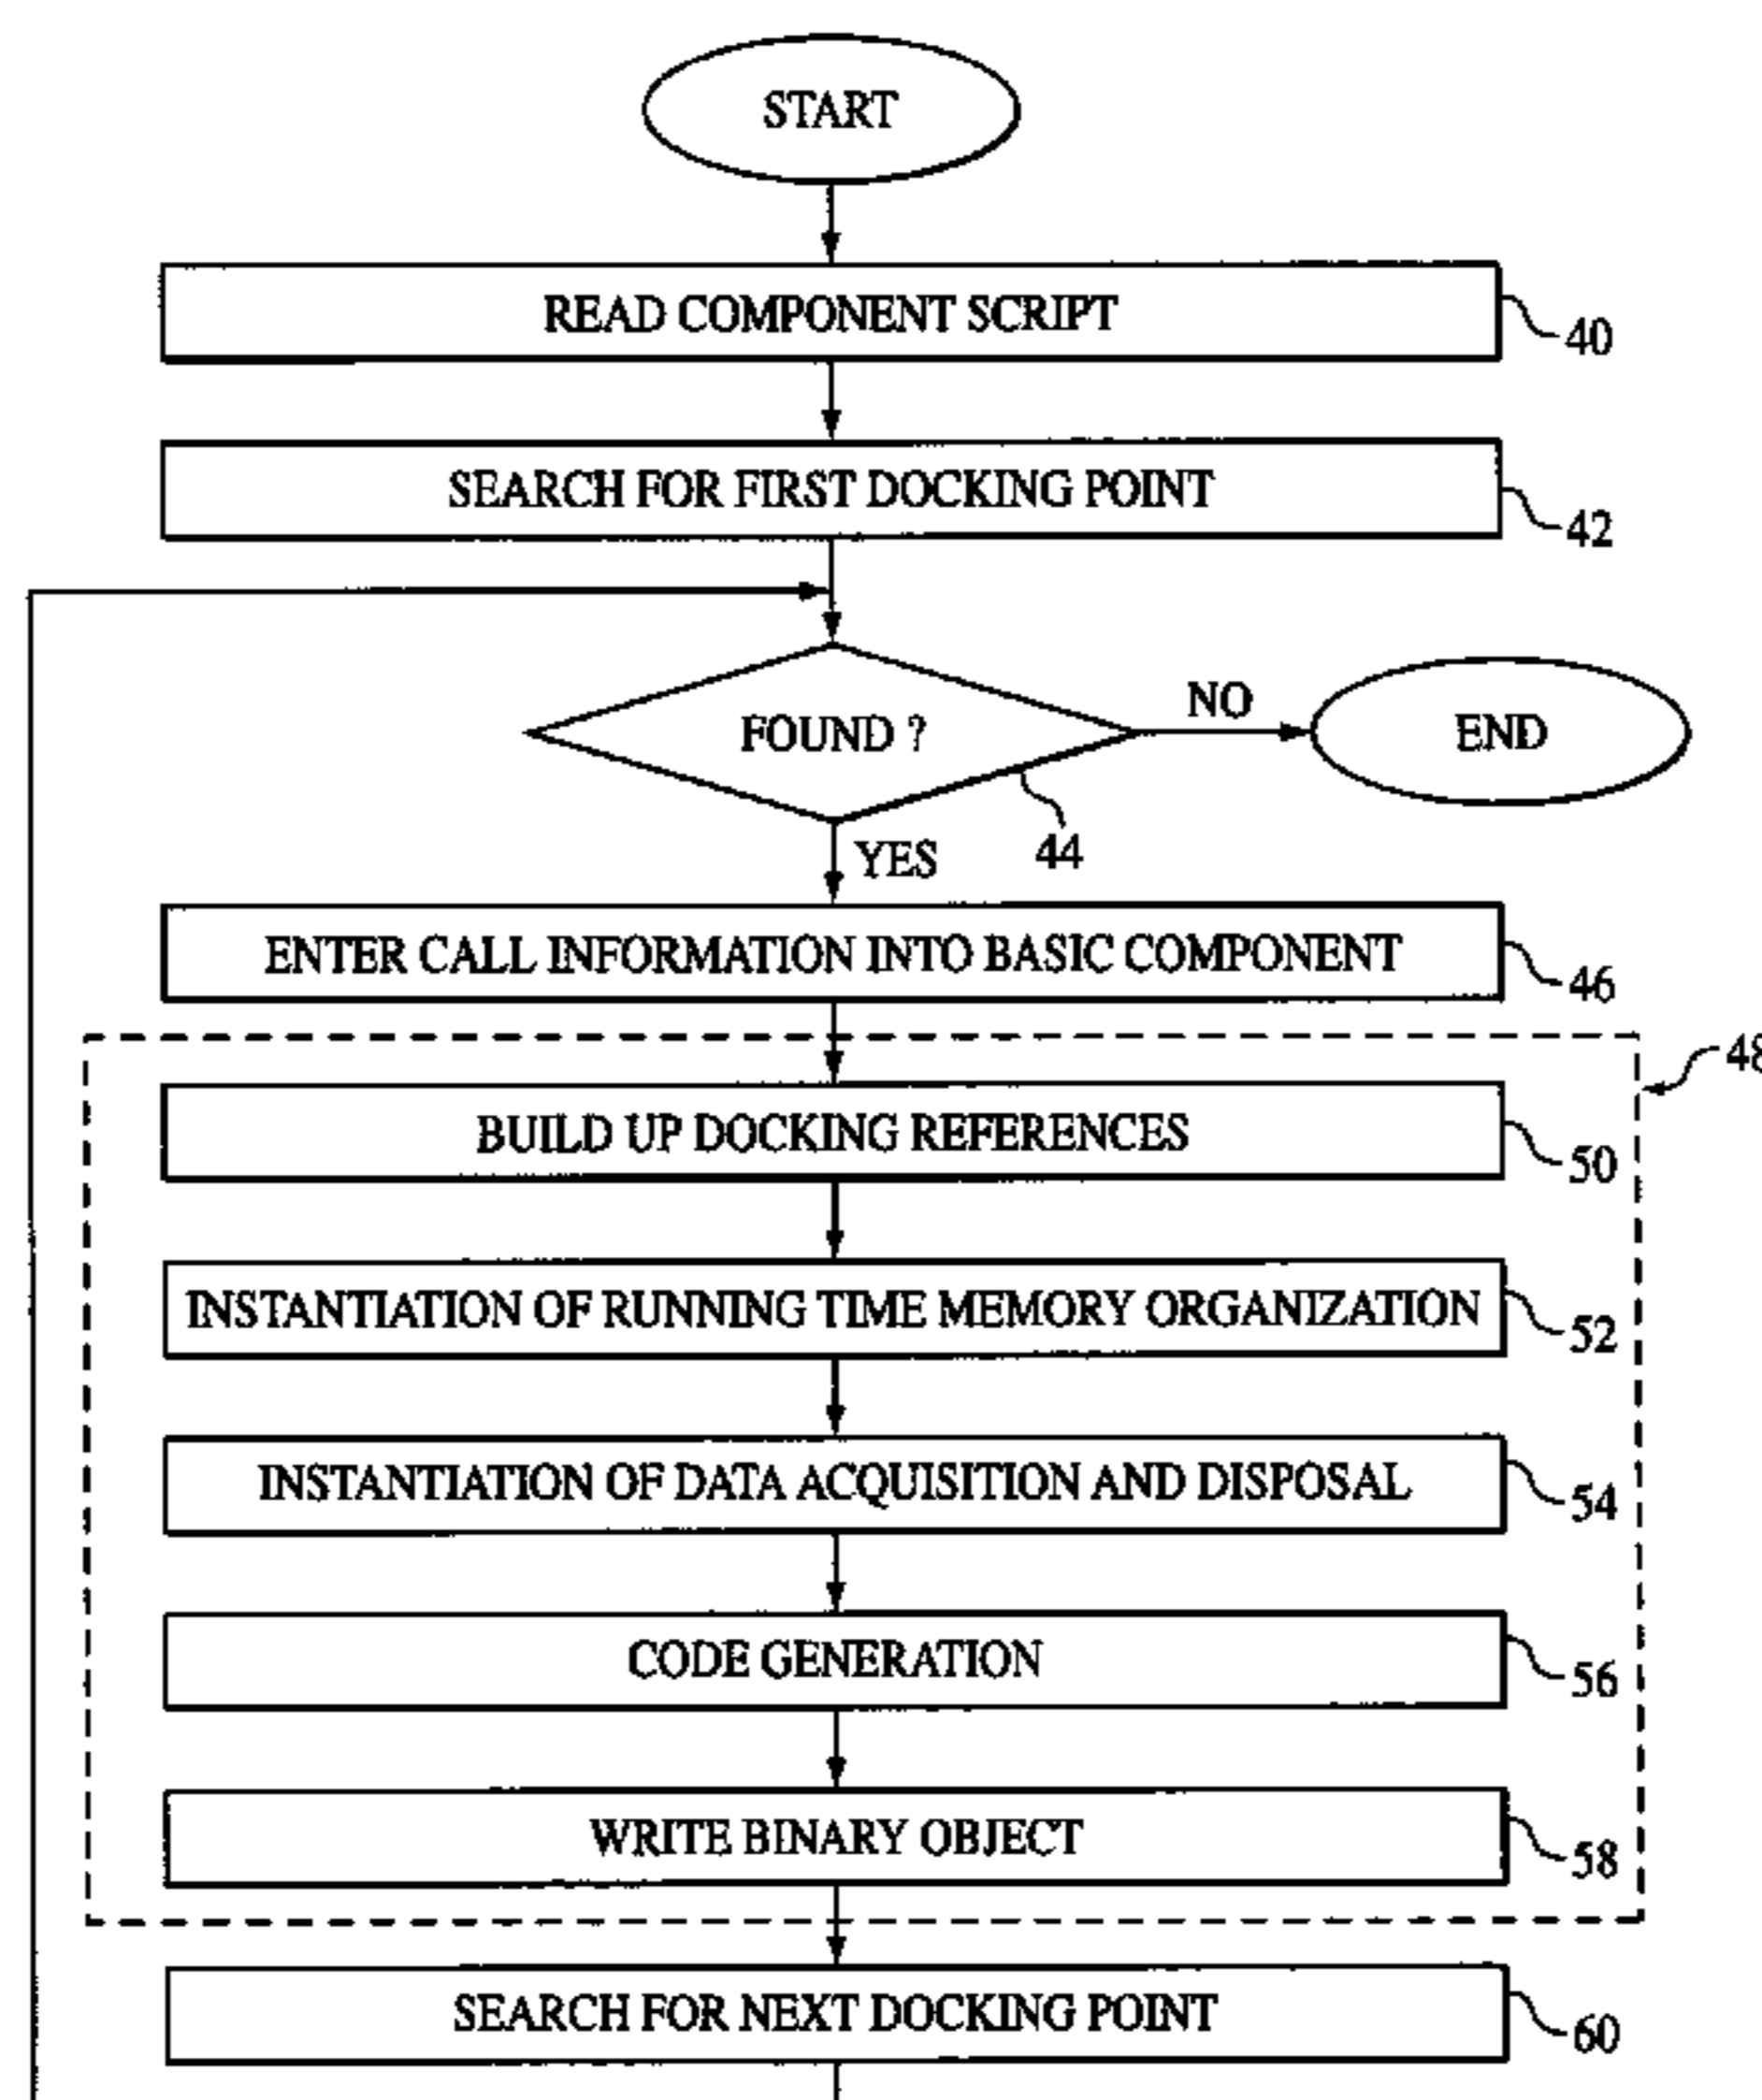 START
READ COMPONENT SCRIPT
40
SEARCH FOR FIRST DOCKING POINT
42
FOUND ?
NO
END
44
YES
ENTER CALL INFORMATION INTO BASIC COMPONENT
46
48
BUILD UP DOCKING REFERENCES
50
INSTANTIATION OF RUNNING TIME MEMORY ORGANIZATION
52
INSTANTIATION OF DATA ACQUISITION AND DISPOSAL
54
CODE GENERATION
56
WRITE BINARY OBJECT
58
SEARCH FOR NEXT DOCKING POINT
60